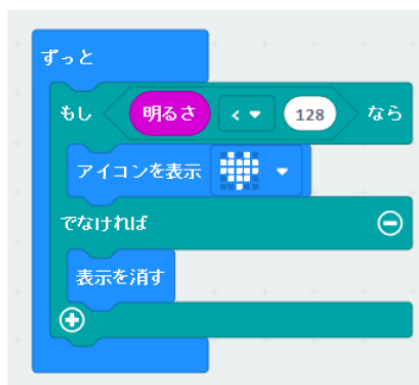 ずっと
もし 明るさ < 128 なら
アイコンを表示
でなければ
表示を消す